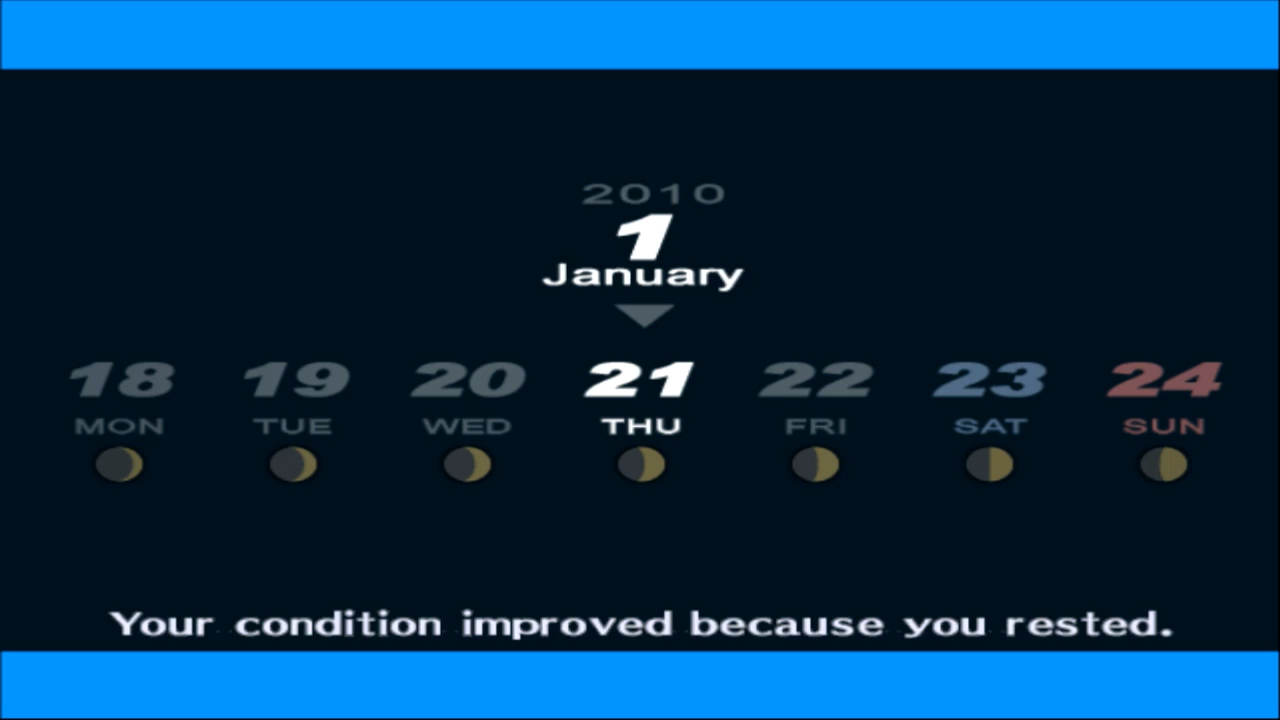 2010
1
January
18 19 20 21 22 23 24
MON TUE WED THU FRI SAT SUN
Your condition improved because you rested.